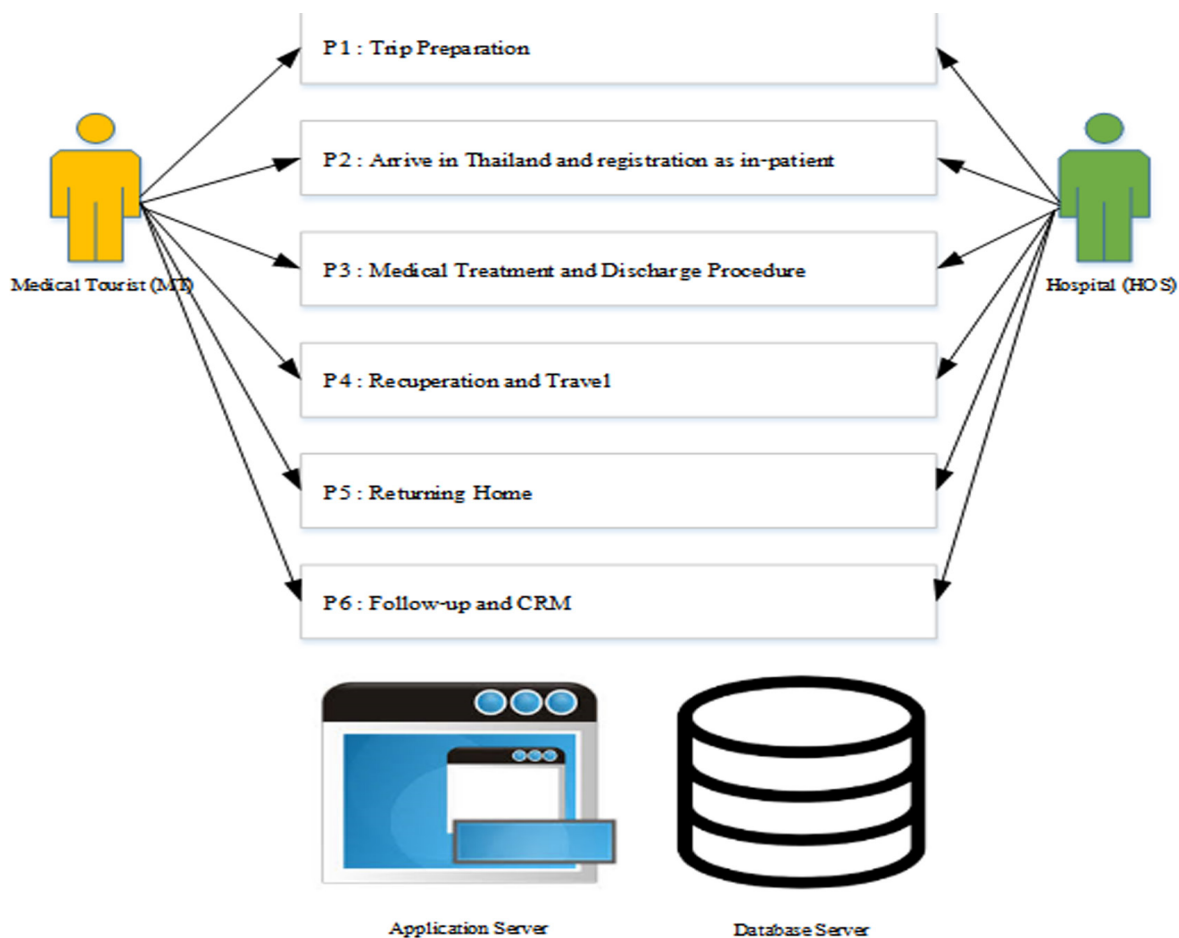 P1 : Trip Preparation
P2 : Arrive in Thailand and registration as in-patient
P3 : Medical Treatment and Discharge Procedure
Medical Tourist (MT)
Hospital (HOS)
P4 : Recuperation and Travel
P5 : Returning Home
P6 : Follow-up and CRM
Application Server
Database Server